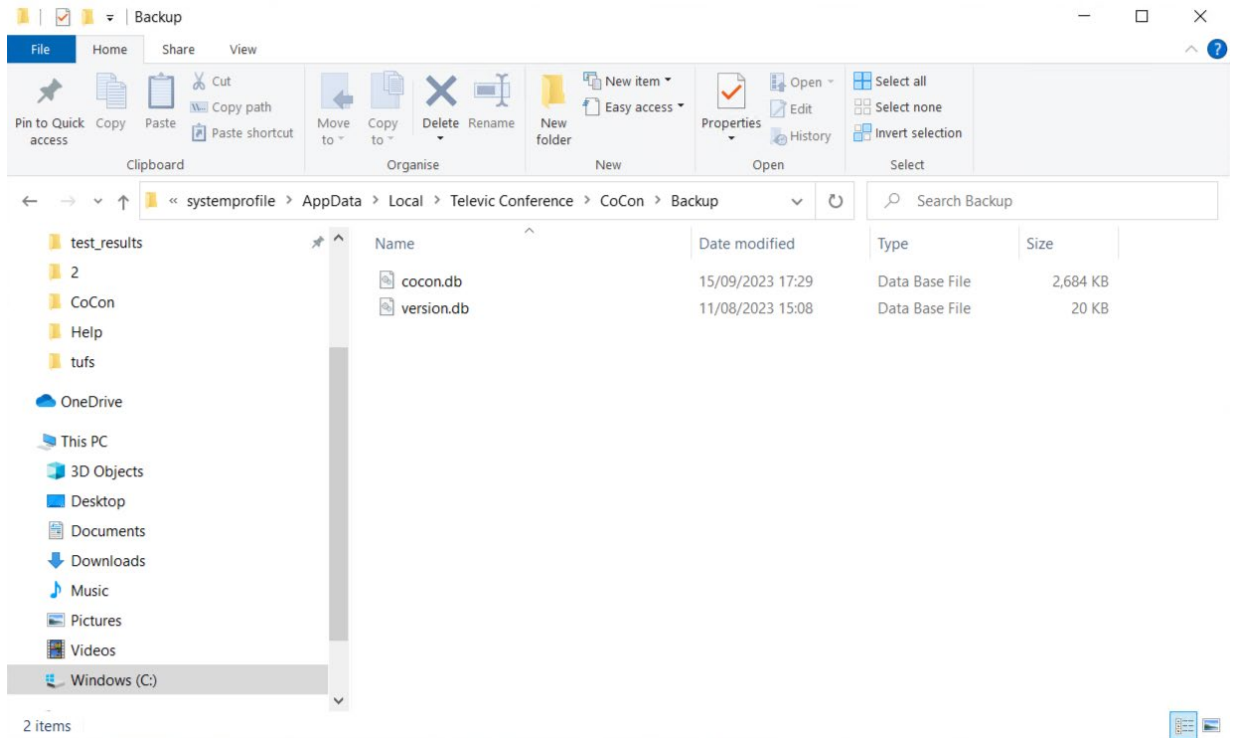 Backup
File Home Share View
Pin to Quick access
Copy
Paste
Cut
Copy path
Paste shortcut
Clipboard
Move to
Copy to
Delete
Rename
Organise
New folder
New item
Easy access
New
Properties
Open
Edit
History
Open
Select all
Select none
Invert selection
Select
« systemprofile > AppData > Local > Televic Conference > CoCon > Backup
Search Backup
test_results
2
CoCon
Help
tufs
OneDrive
This PC
3D Objects
Desktop
Documents
Downloads
Music
Pictures
Videos
Windows (C:)
Name Date modified Type Size
cocon.db 15/09/2023 17:29 Data Base File 2,684 KB
version.db 11/08/2023 15:08 Data Base File 20 KB
2 items